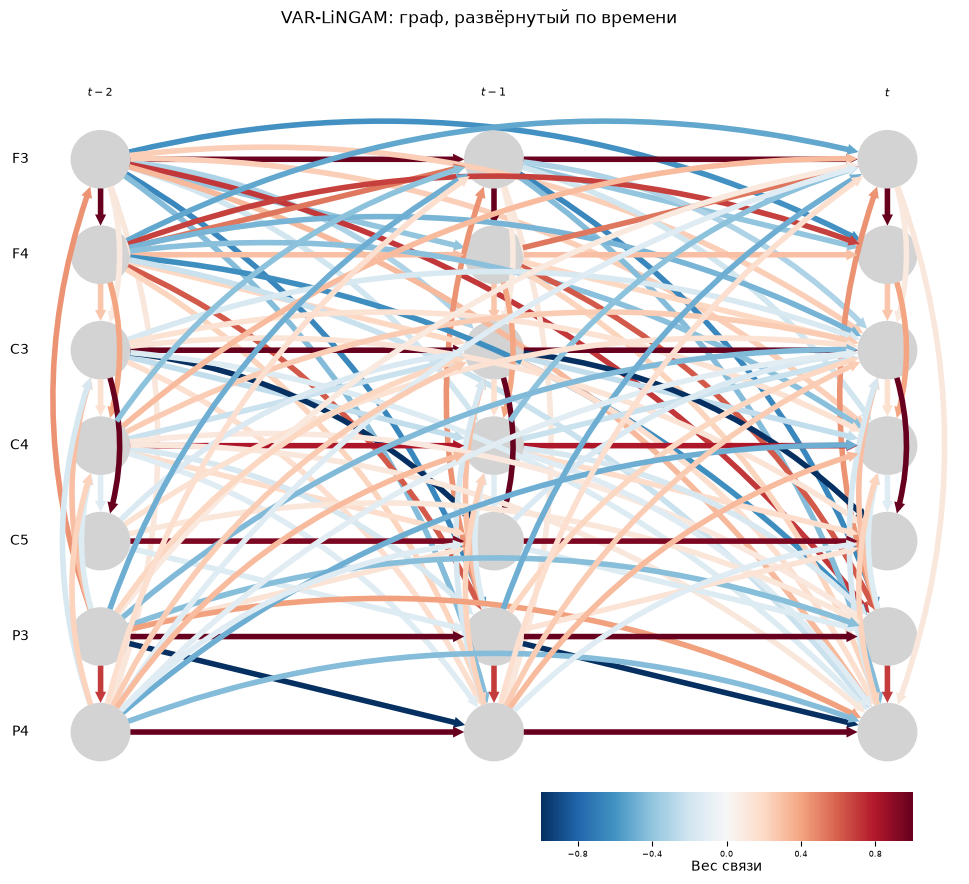 VAR-LiNGAM: граф, развёрнутый по времени
t − 2 t − 1 t
F3
F4
C3
C4
C5
P3
P4
−0.8 −0.4 0.0 0.4 0.8
Вес связи